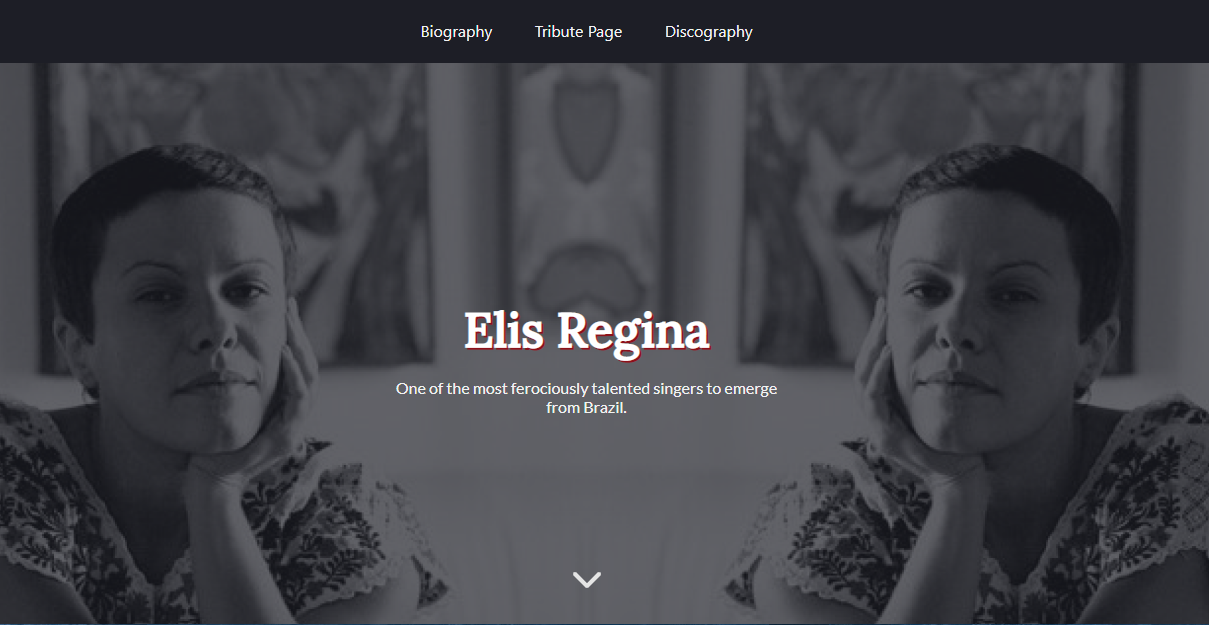 Biography Tribute Page Discography
Elis Regina
One of the most ferociously talented singers to emerge
from Brazil.